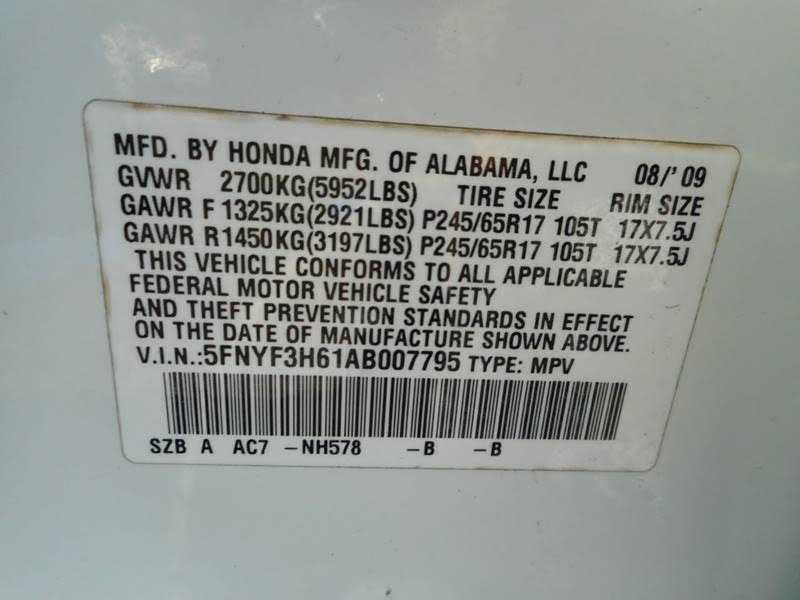 MFD. BY HONDA MFG. OF ALABAMA, LLC 08/'09
GVWR 2700KG(5952LBS) TIRE SIZE RIM SIZE
GAWR F 1325KG(2921LBS) P245/65R17 105T 17X7.5J
GAWR R 1450KG(3197LBS) P245/65R17 105T 17X7.5J
THIS VEHICLE CONFORMS TO ALL APPLICABLE
FEDERAL MOTOR VEHICLE SAFETY
AND THEFT PREVENTION STANDARDS IN EFFECT
ON THE DATE OF MANUFACTURE SHOWN ABOVE.
V.I.N.:5FNYF3H61AB007795 TYPE: MPV
SZB A AC7 -NH578 -B -B